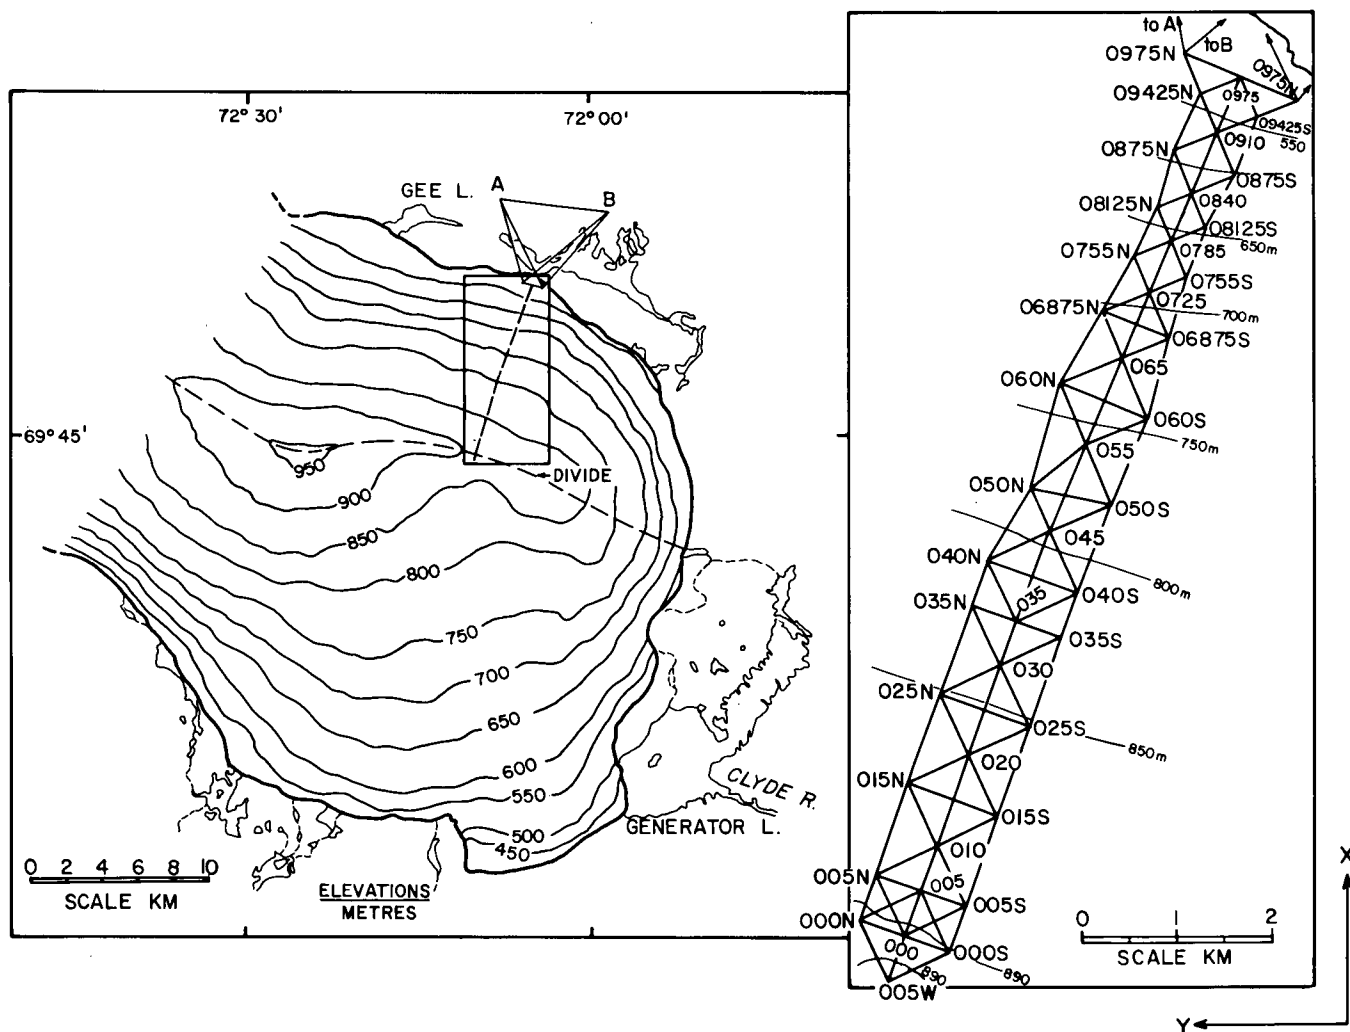 72° 30'
72° 00'
GEE L.
A
B
69° 45'
DIVIDE
950
900
850
800
750
700
650
600
550
500
450
CLYDE R.
GENERATOR L.
0 2 4 6 8 10
SCALE KM
ELEVATIONS
METRES
to A
to B
0975N
0975N
09425N
0975
09425S
550
0910
0875N
0875S
0840
08125N
08125S
650m
0785
0755N
0755S
0725
06875N
700m
06875S
065
060N
060S
750m
055
050N
050S
045
040N
800m
035
040S
035N
035S
030
025N
025S
850m
020
015N
015S
010
005N
005
005S
000N
000
000S
890
890
005W
0 1 2
SCALE KM
X
Y